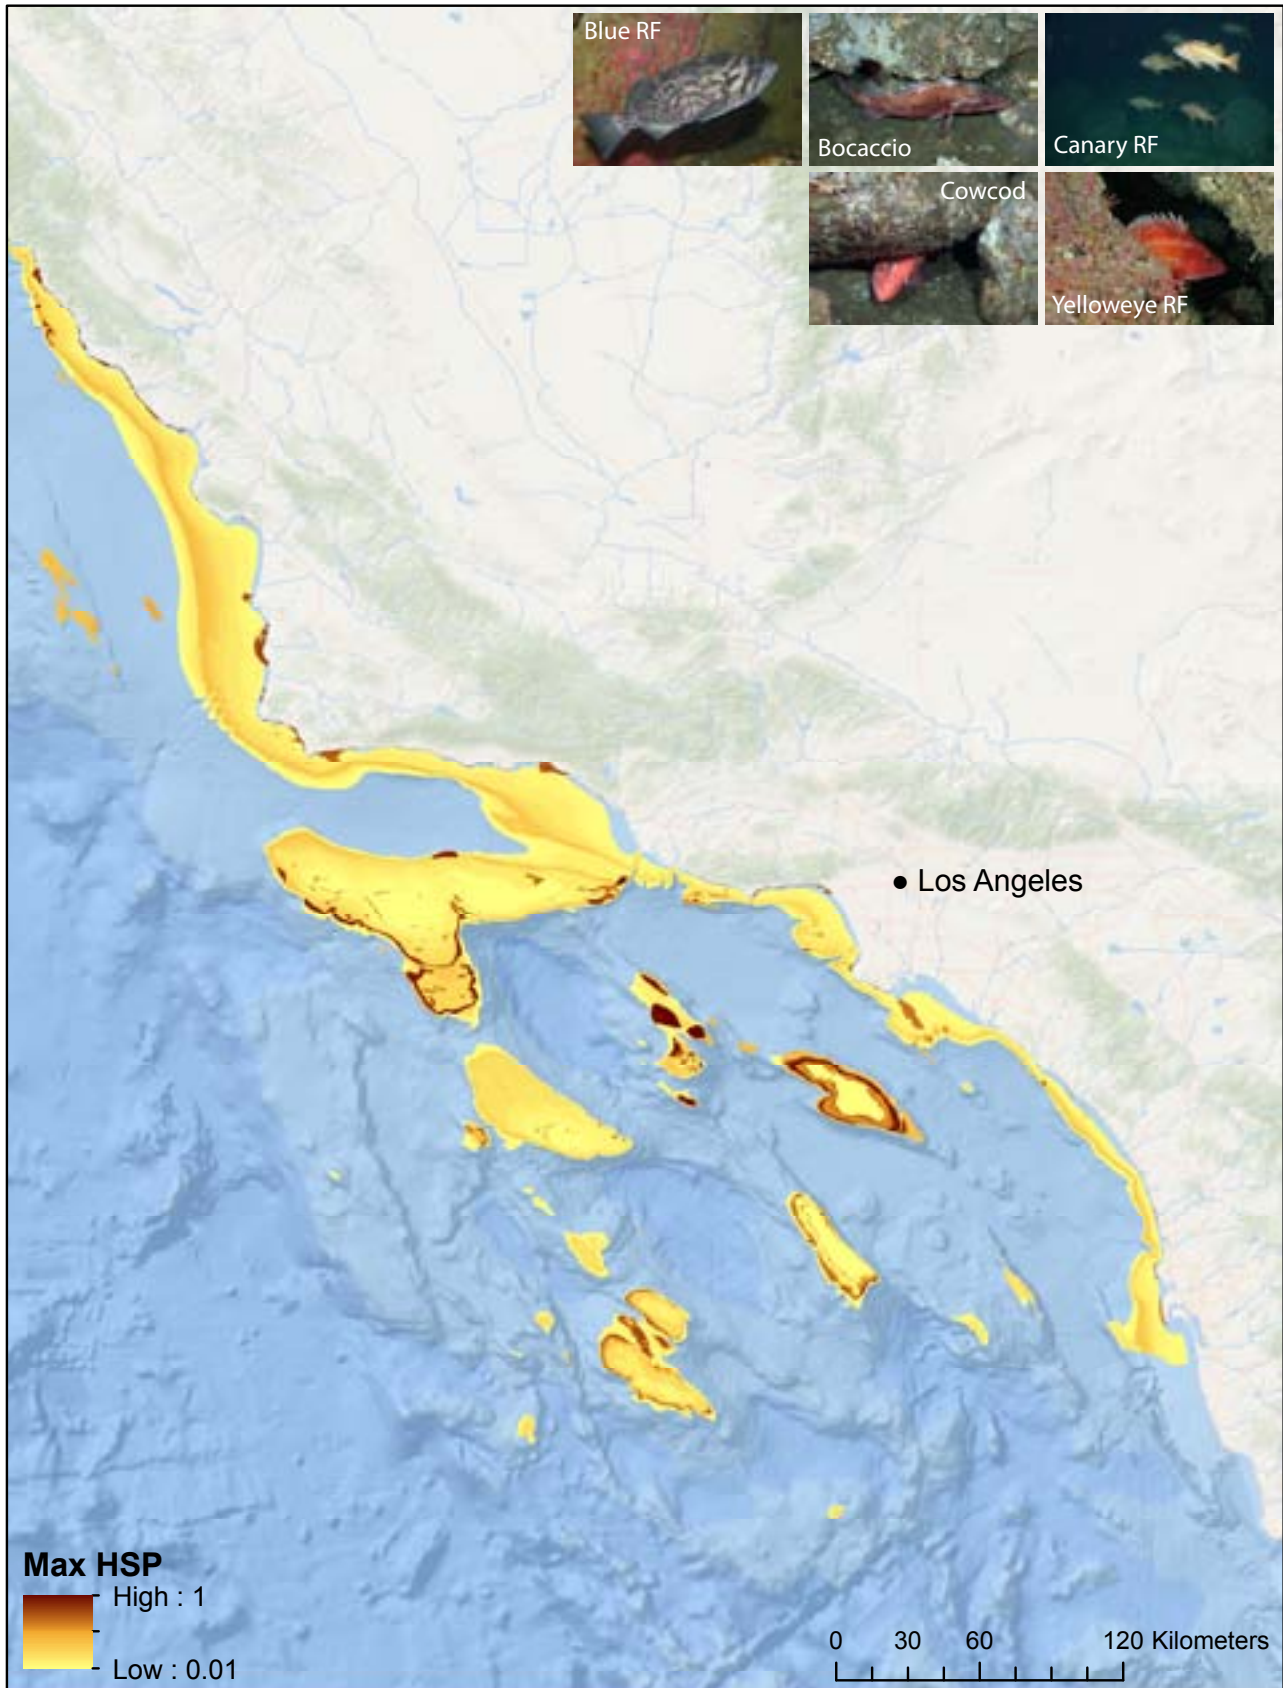 Blue RF
Bocaccio
Canary RF
Cowcod
Yelloweye RF
Los Angeles
Max HSP
High : 1
Low : 0.01
0 30 60 120 Kilometers